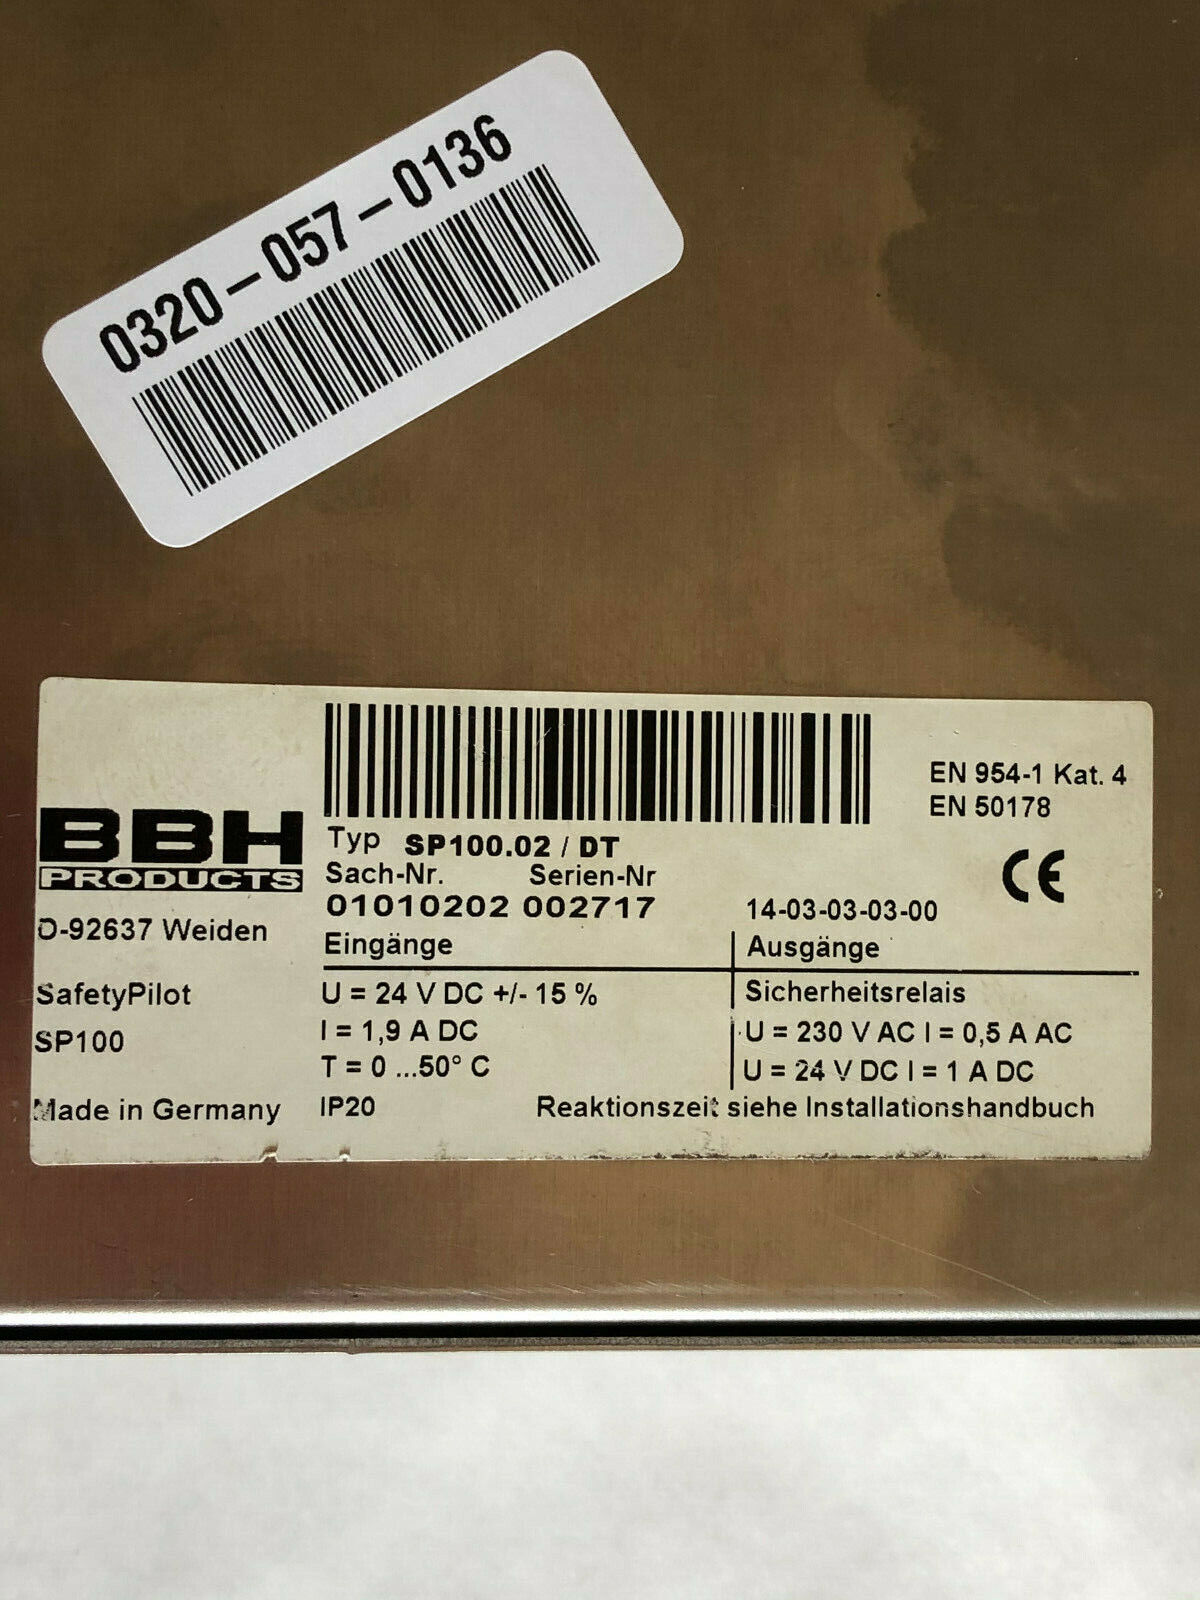 0320-057-0136
EN 954-1 Kat. 4
EN 50178
BBH
PRODUCTS
Typ SP100.02 / DT
Sach-Nr. Serien-Nr
01010202 002717
14-03-03-03-00
CE
D-92637 Weiden
SafetyPilot
SP100
Made in Germany
Eingänge
U = 24 V DC +/- 15 %
I = 1,9 A DC
T = 0 ...50° C
IP20
Ausgänge
Sicherheitsrelais
U = 230 V AC I = 0,5 A AC
U = 24 V DC I = 1 A DC
Reaktionszeit siehe Installationshandbuch